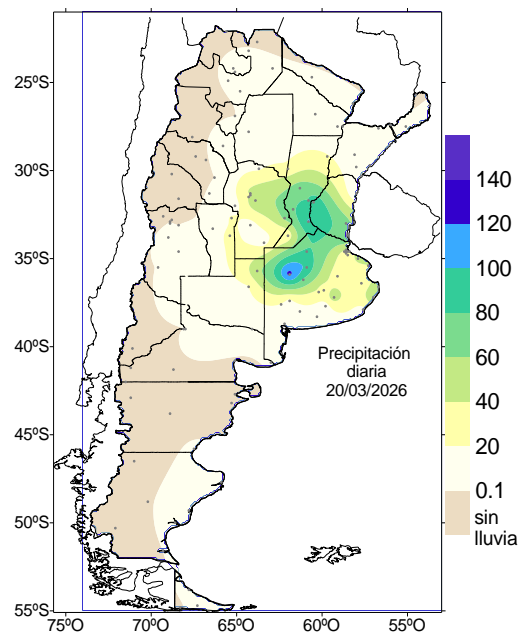 25ºS
30ºS
35ºS
40ºS
45ºS
50ºS
55ºS
75ºO
70ºO
65ºO
60ºO
55ºO
Precipitación
diaria
20/03/2026
140
120
100
80
60
40
20
0.1
sin
lluvia